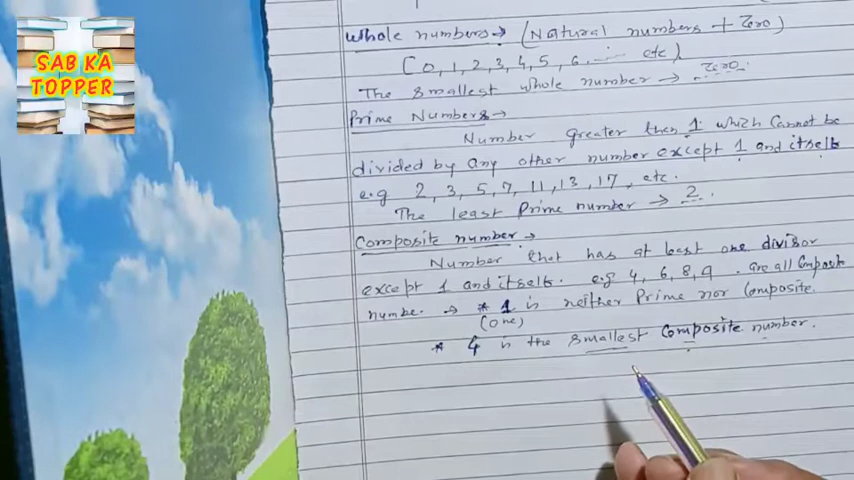 SAB KA
TOPPER
Whole numbers → (Natural numbers + Zero)
(0, 1, 2, 3, 4, 5, 6, ...... etc)
The smallest whole number → Zero.
Prime Numbers →
Number greater then 1 which Cannot be
divided by any other number except 1 and itself
e.g 2, 3, 5, 7, 11, 13, 17, etc.
The least Prime number → 2.
Composite number →
Number that has at least one divisor
except 1 and itself. e.g 4, 6, 8, 9. are all Composite
numbe. → * 1 is neither Prime nor Composite.
(One)
* 4 is the smallest Composite number.